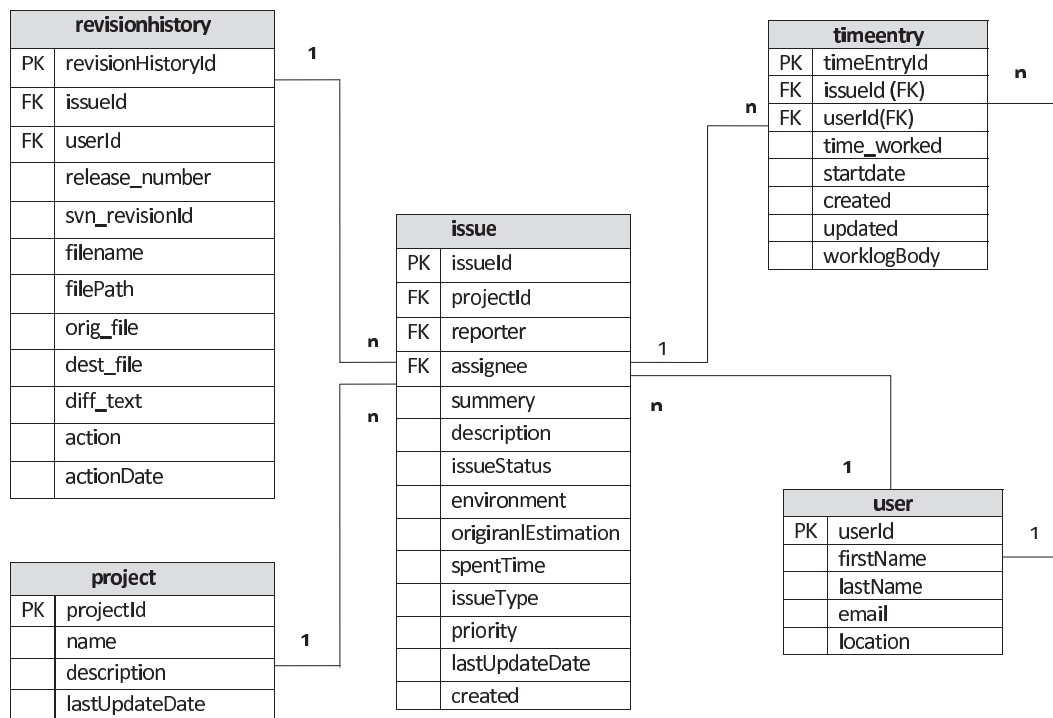 revisionhistory
PK revisionHistoryId
FK issueId
FK userId
release_number
svn_revisionId
filename
filePath
orig_file
dest_file
diff_text
action
actionDate
1
n
project
PK projectId
name
description
lastUpdateDate
1
n
issue
PK issueId
FK projectId
FK reporter
FK assignee
summery
description
issueStatus
environment
origiranlEstimation
spentTime
issueType
priority
lastUpdateDate
created
1
n
n
1
timeentry
PK timeEntryId
FK issueId (FK)
FK userId(FK)
time_worked
startdate
created
updated
worklogBody
n
user
PK userId
firstName
lastName
email
location
1